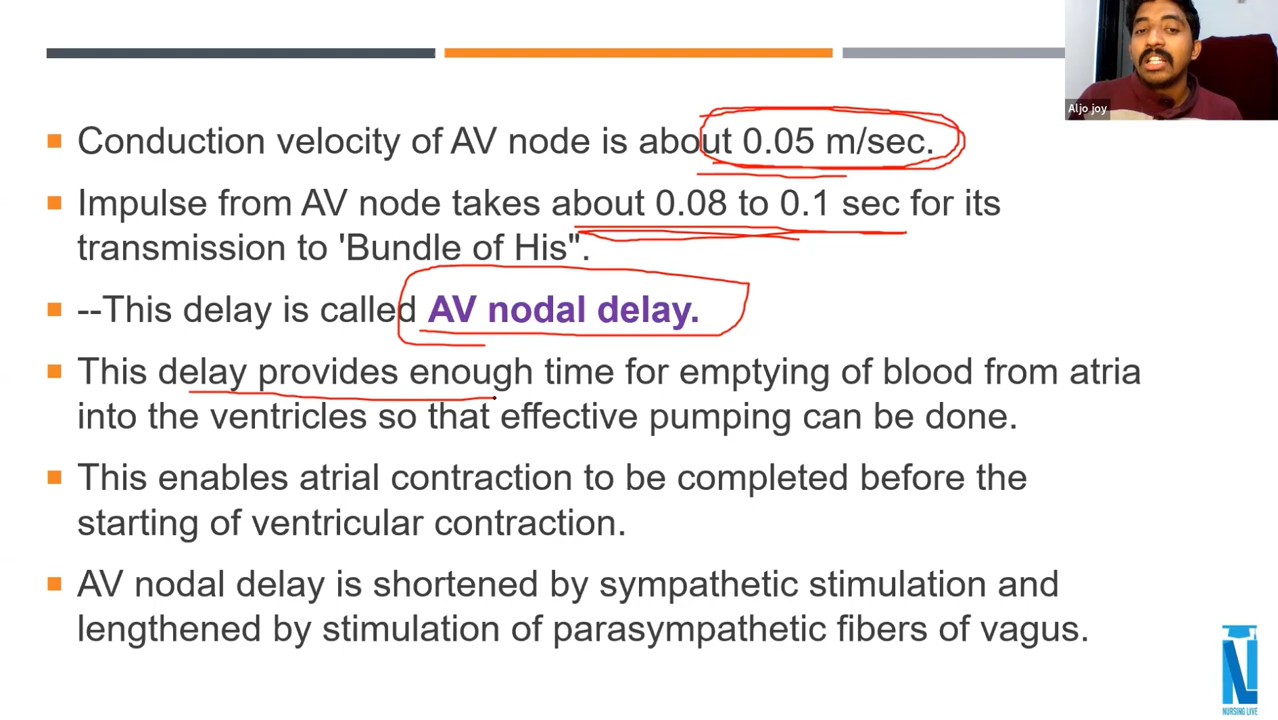 Aljo joy
Conduction velocity of AV node is about 0.05 m/sec.
Impulse from AV node takes about 0.08 to 0.1 sec for its
transmission to 'Bundle of His".
--This delay is called AV nodal delay.
This delay provides enough time for emptying of blood from atria
into the ventricles so that effective pumping can be done.
This enables atrial contraction to be completed before the
starting of ventricular contraction.
AV nodal delay is shortened by sympathetic stimulation and
lengthened by stimulation of parasympathetic fibers of vagus.
NURSING LIVE